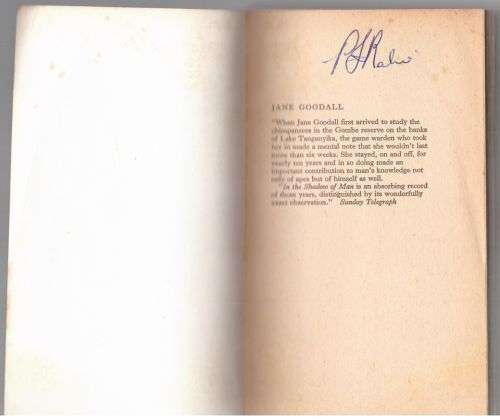 JANE GOODALL
"When Jane Goodall first arrived to study the
chimpanzees in the Gombe reserve on the banks
of Lake Tanganyika, the game warden who took
her in made a mental note that she wouldn't last
more than six weeks. She stayed, on and off, for
nearly ten years and in so doing made an
important contribution to man's knowledge not
only of apes but of himself as well.
"In the Shadow of Man is an absorbing record
of those years, distinguished by its wonderfully
exact observation." Sunday Telegraph